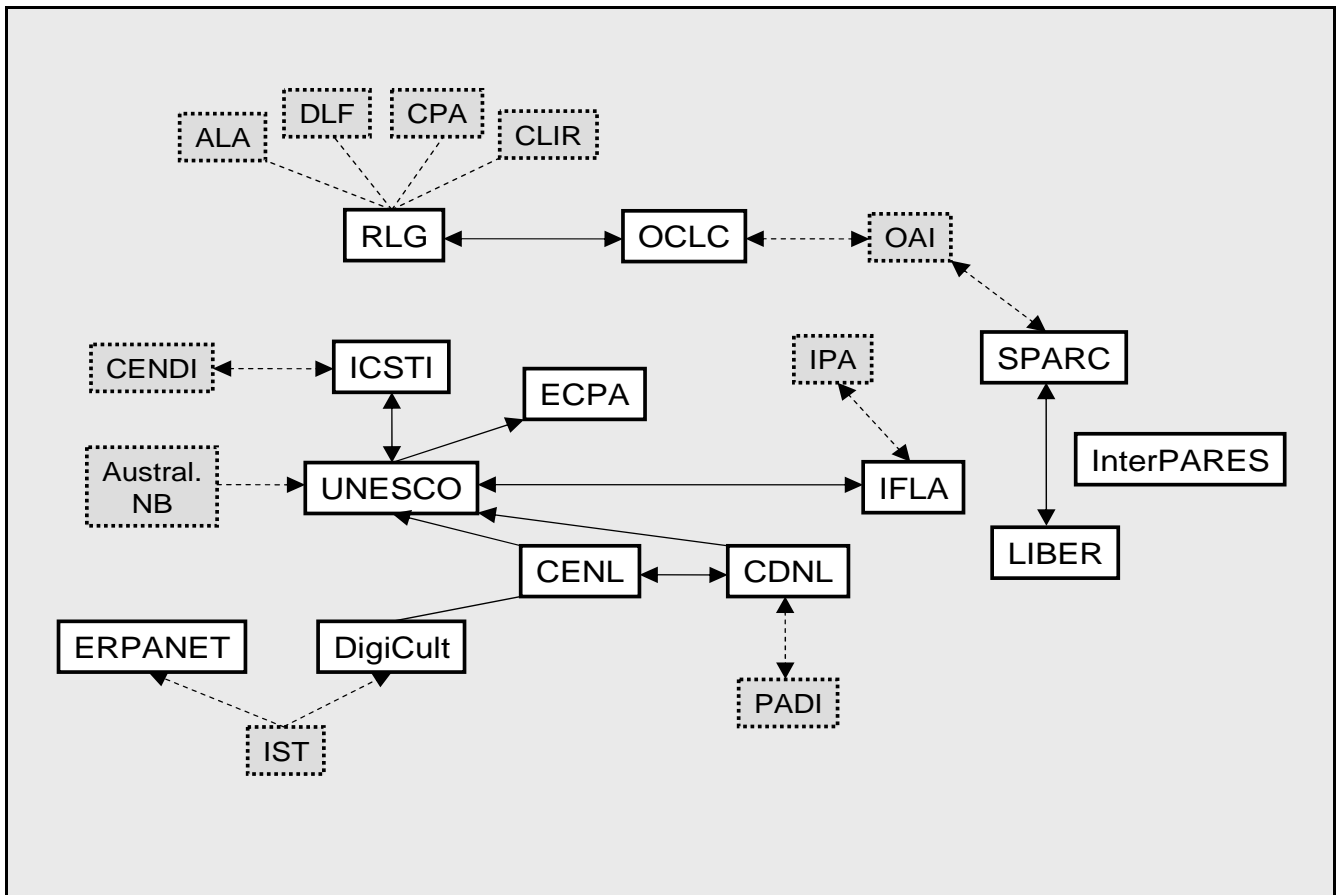 DLF
CPA
ALA
CLIR
RLG
OCLC
OAI
CENDI
ICSTI
IPA
SPARC
ECPA
InterPARES
Austral.
NB
UNESCO
IFLA
LIBER
CENL
CDNL
ERPANET
DigiCult
PADI
IST